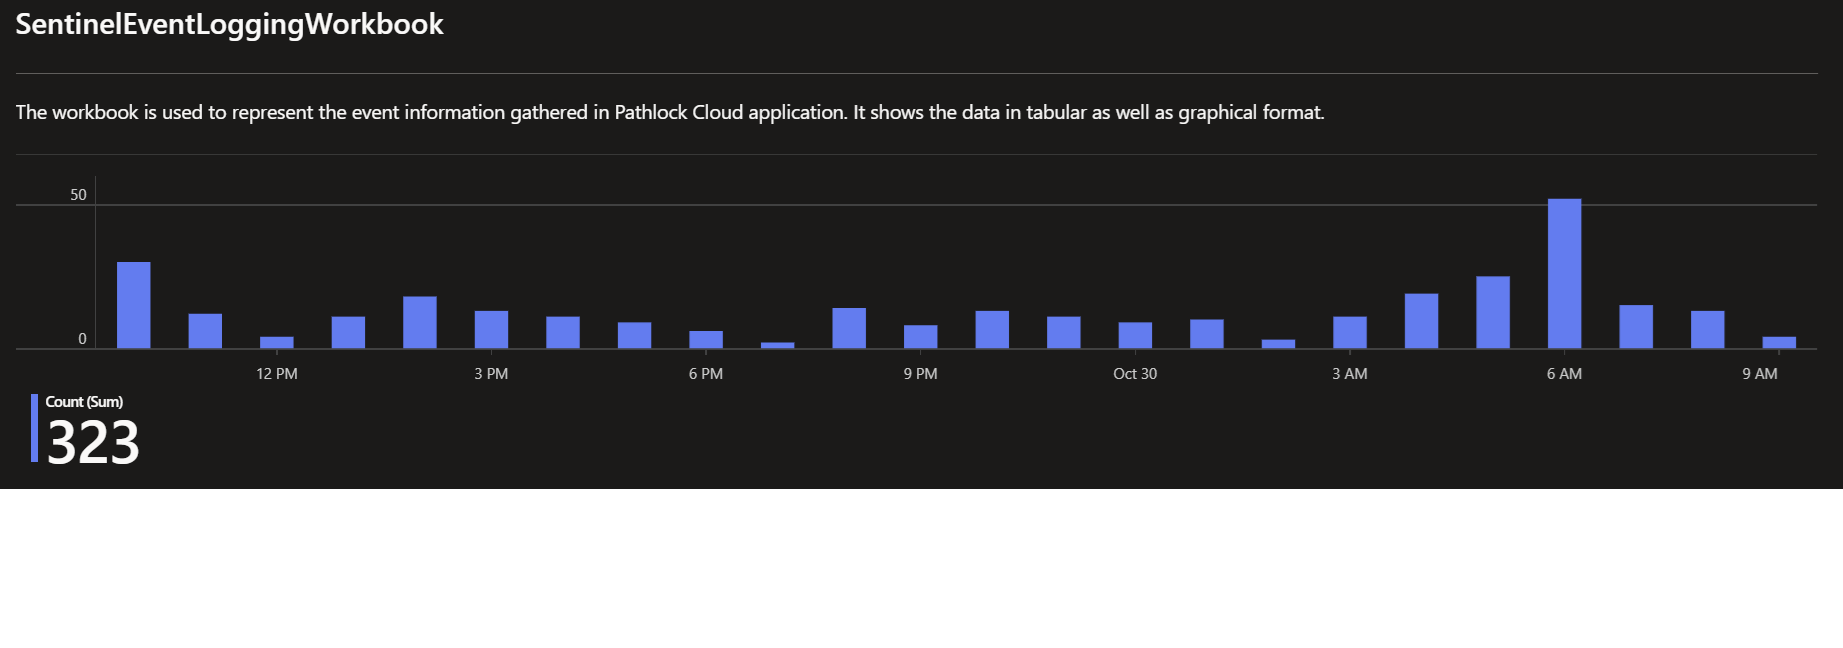 SentinelEventLoggingWorkbook
The workbook is used to represent the event information gathered in Pathlock Cloud application. It shows the data in tabular as well as graphical format.
50
0
12 PM 3 PM 6 PM 9 PM Oct 30 3 AM 6 AM 9 AM
Count (Sum)
323